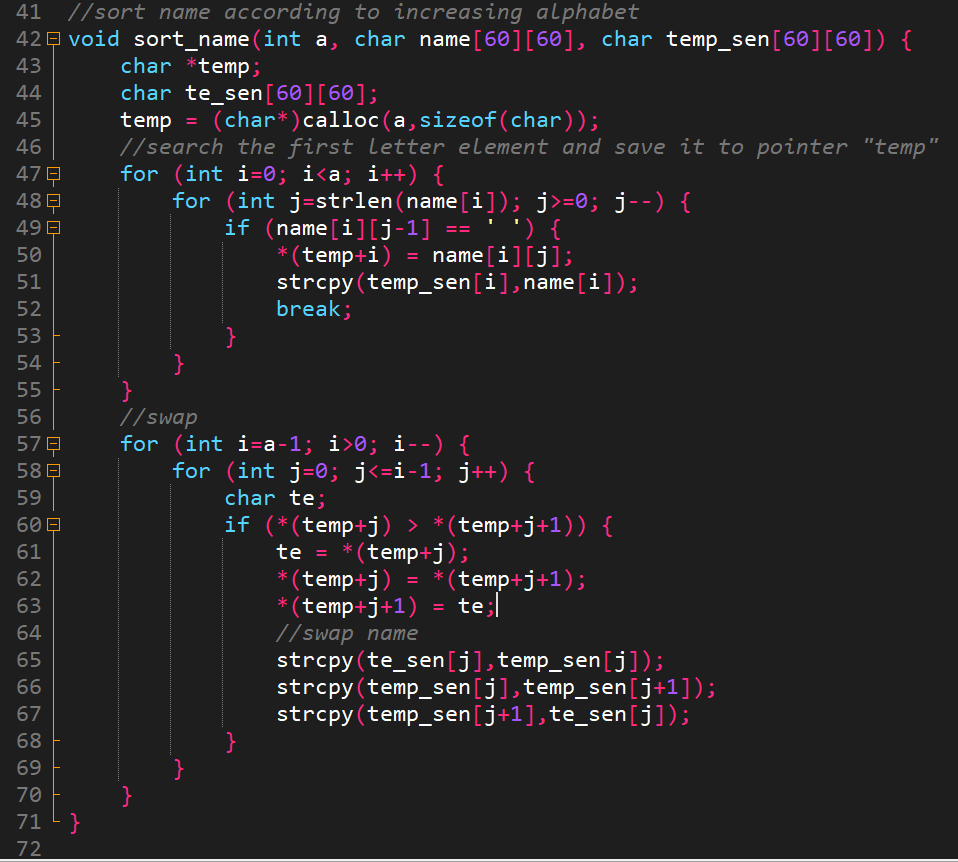 41 //sort name according to increasing alphabet
42 void sort_name(int a, char name[60][60], char temp_sen[60][60]) {
43     char *temp;
44     char te_sen[60][60];
45     temp = (char*)calloc(a,sizeof(char));
46     //search the first letter element and save it to pointer "temp"
47     for (int i=0; i<a; i++) {
48         for (int j=strlen(name[i]); j>=0; j--) {
49             if (name[i][j-1] == ' ') {
50                 *(temp+i) = name[i][j];
51                 strcpy(temp_sen[i],name[i]);
52                 break;
53             }
54         }
55     }
56     //swap
57     for (int i=a-1; i>0; i--) {
58         for (int j=0; j<=i-1; j++) {
59             char te;
60             if (*(temp+j) > *(temp+j+1)) {
61                 te = *(temp+j);
62                 *(temp+j) = *(temp+j+1);
63                 *(temp+j+1) = te;
64                 //swap name
65                 strcpy(te_sen[j],temp_sen[j]);
66                 strcpy(temp_sen[j],temp_sen[j+1]);
67                 strcpy(temp_sen[j+1],te_sen[j]);
68             }
69         }
70     }
71 }
72